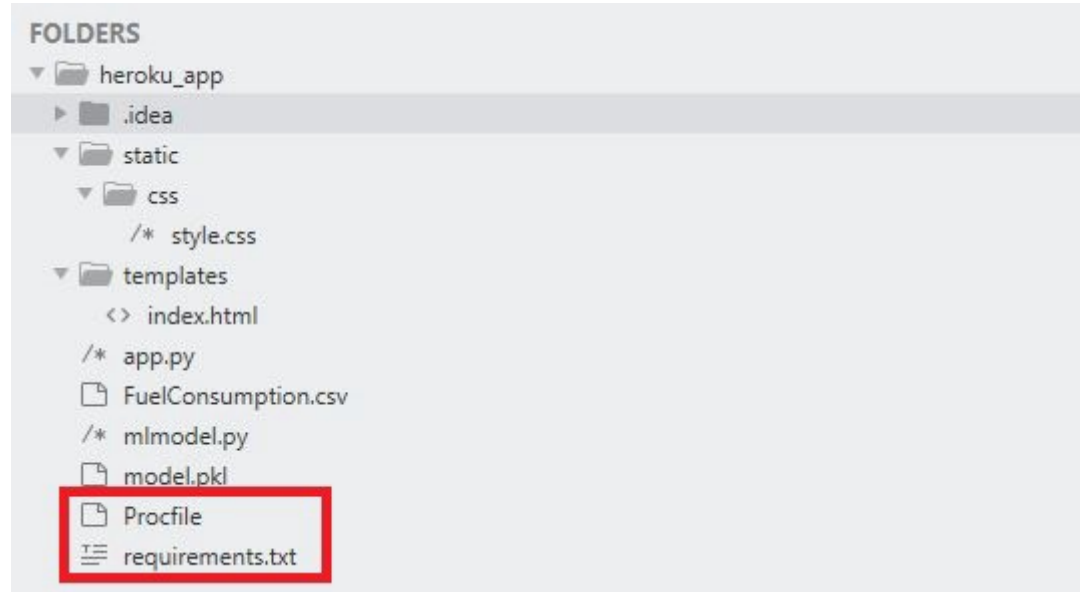 FOLDERS
heroku_app
.idea
static
css
/* style.css
templates
<> index.html
/* app.py
FuelConsumption.csv
/* mlmodel.py
model.pkl
Procfile
requirements.txt